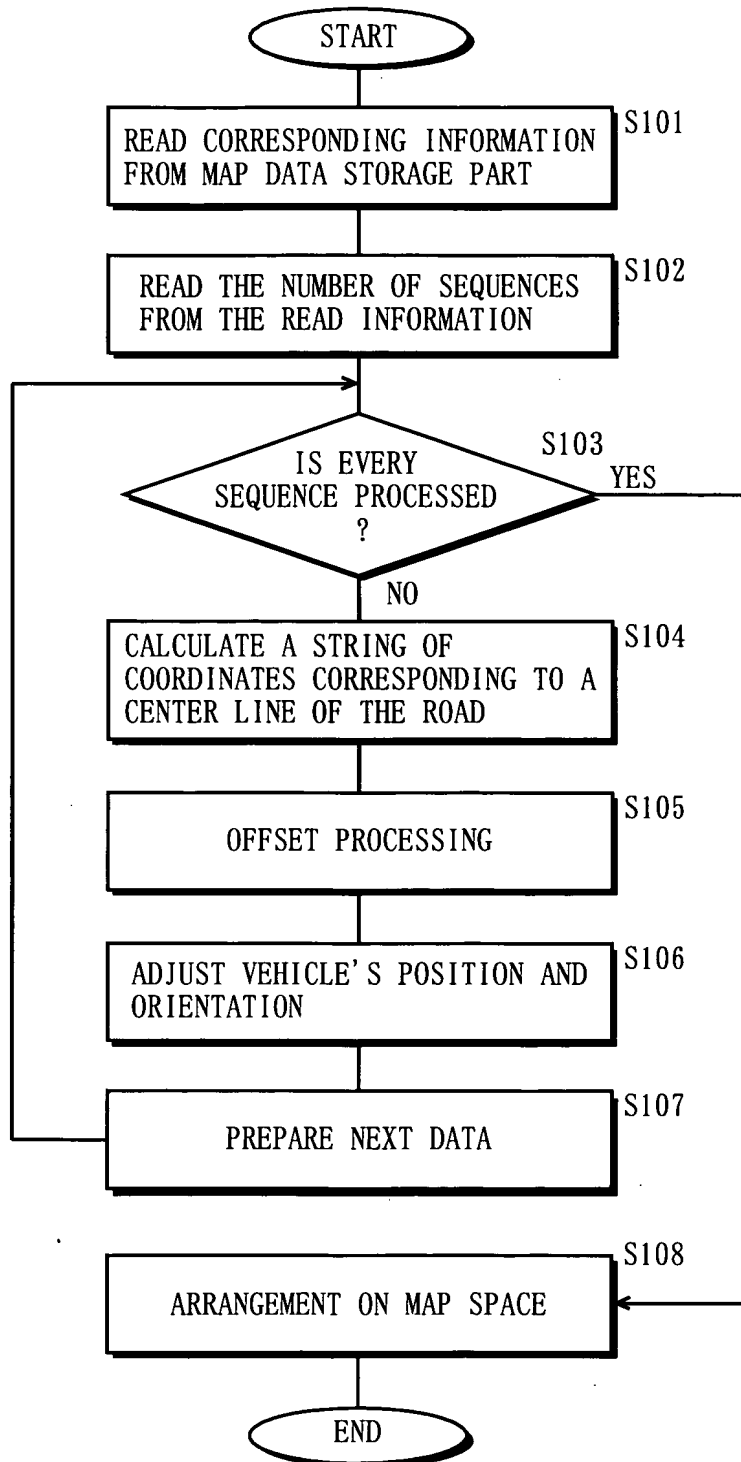 START
S101
READ CORRESPONDING INFORMATION
FROM MAP DATA STORAGE PART
S102
READ THE NUMBER OF SEQUENCES
FROM THE READ INFORMATION
S103
IS EVERY
SEQUENCE PROCESSED
?
YES
NO
S104
CALCULATE A STRING OF
COORDINATES CORRESPONDING TO A
CENTER LINE OF THE ROAD
S105
OFFSET PROCESSING
S106
ADJUST VEHICLE'S POSITION AND
ORIENTATION
S107
PREPARE NEXT DATA
S108
ARRANGEMENT ON MAP SPACE
END